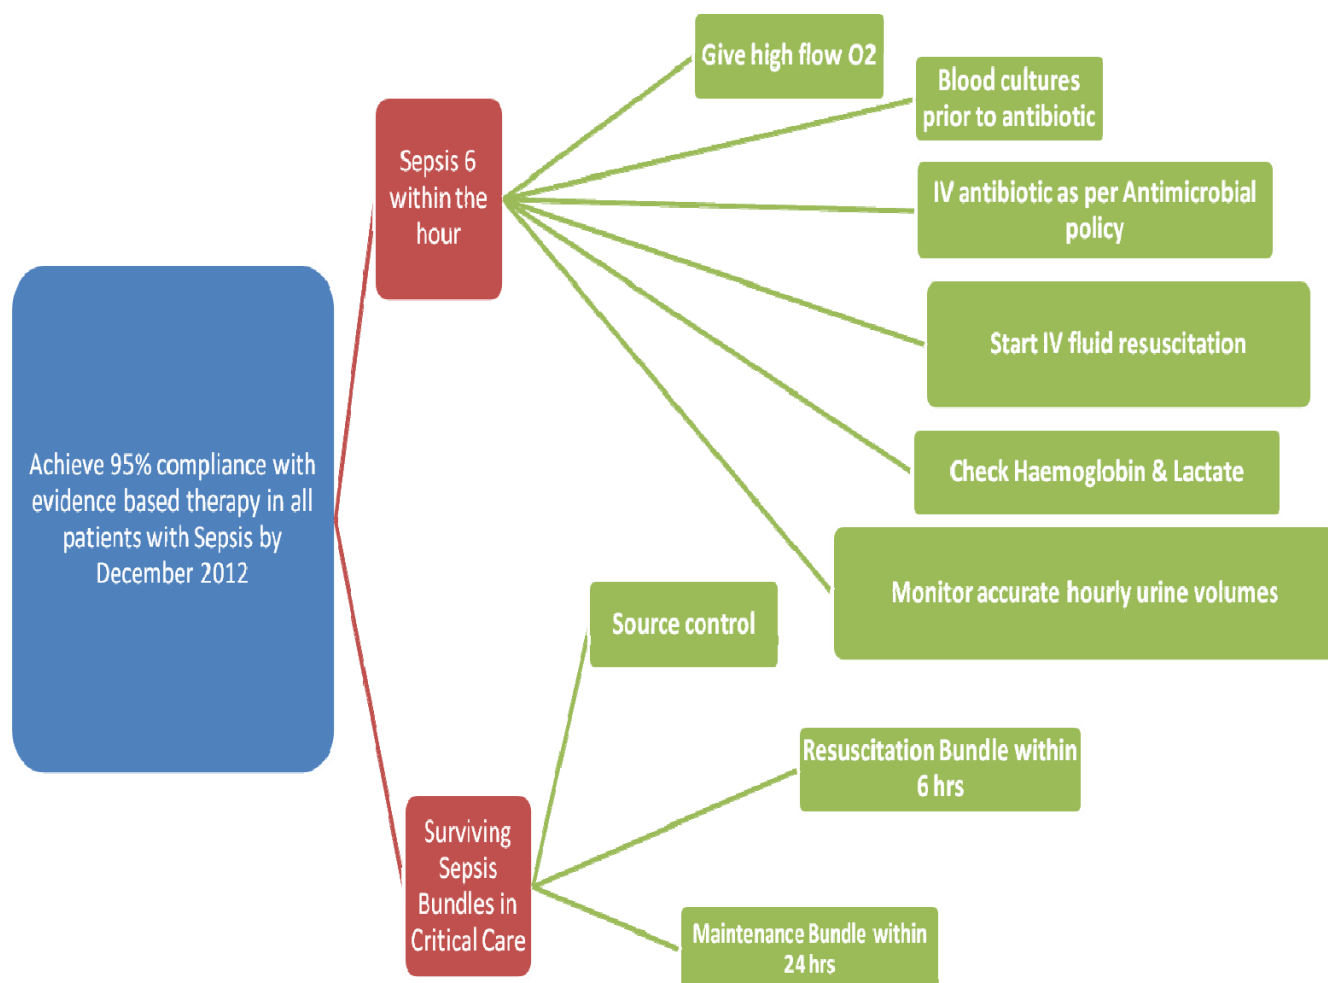 Achieve 95% compliance with
evidence based therapy in all
patients with Sepsis by
December 2012
Sepsis 6
within the
hour
Give high flow O2
Blood cultures
prior to antibiotic
IV antibiotic as per Antimicrobial
policy
Start IV fluid resuscitation
Check Haemoglobin & Lactate
Monitor accurate hourly urine volumes
Surviving
Sepsis
Bundles in
Critical Care
Source control
Resuscitation Bundle within
6 hrs
Maintenance Bundle within
24 hrs